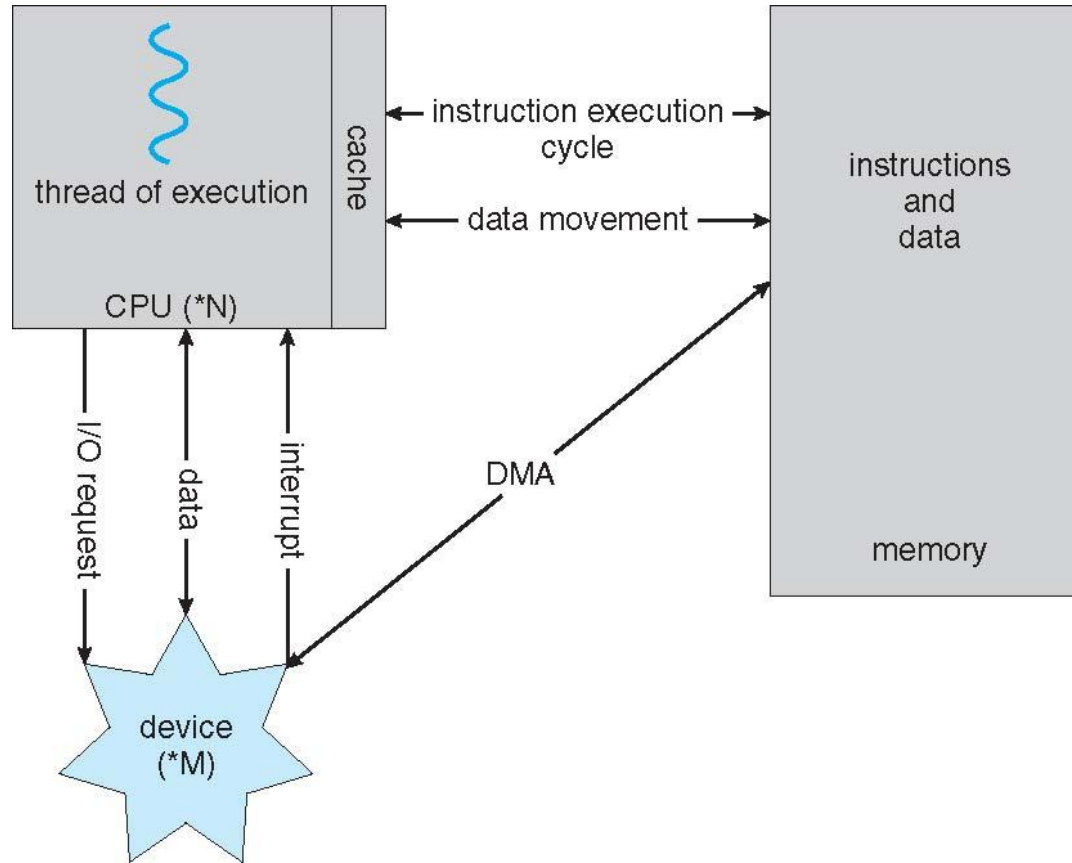 thread of execution
cache
CPU (*N)
instruction execution
cycle
data movement
instructions
and
data
memory
I/O request
data
interrupt
DMA
device
(*M)